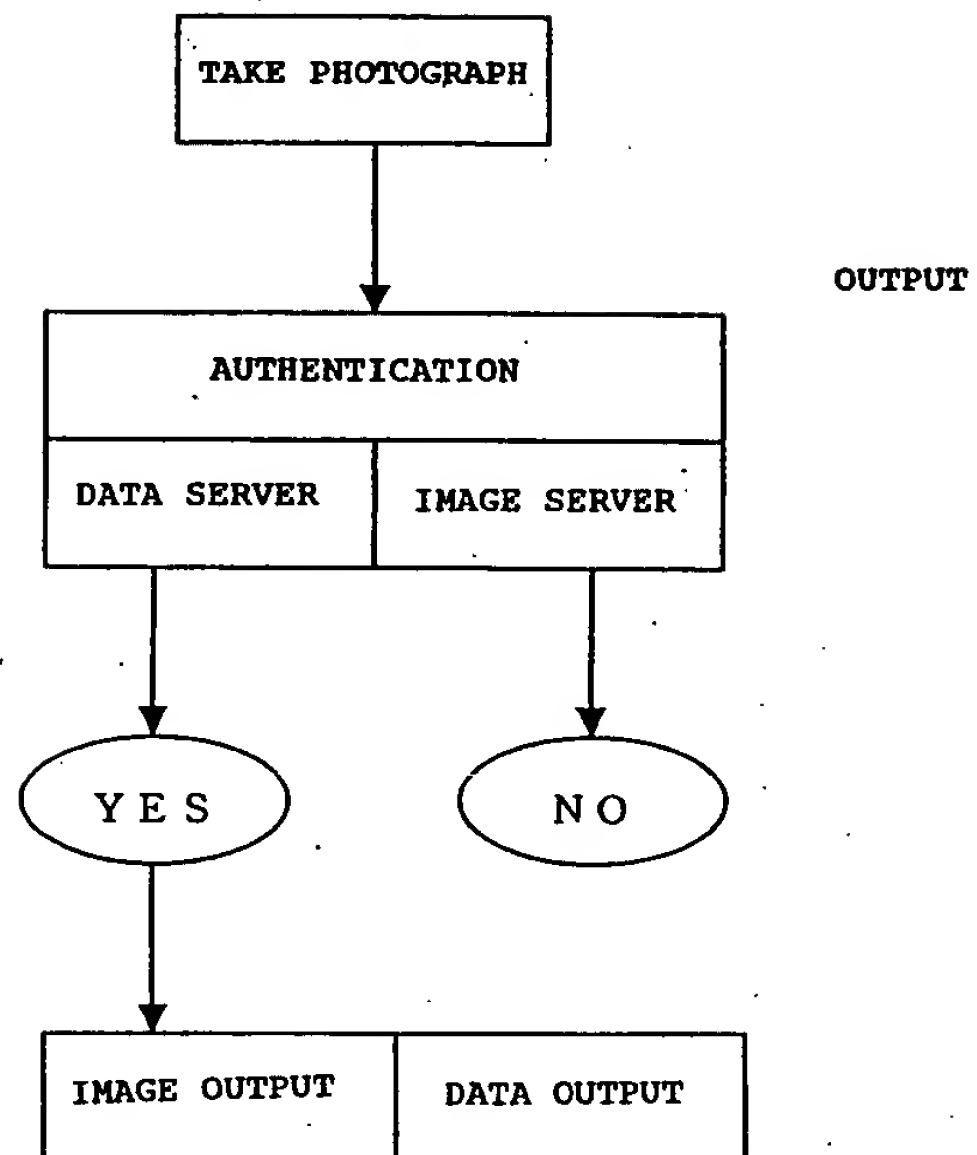 TAKE PHOTOGRAPH
OUTPUT
AUTHENTICATION
DATA SERVER
IMAGE SERVER
YES
NO
IMAGE OUTPUT
DATA OUTPUT